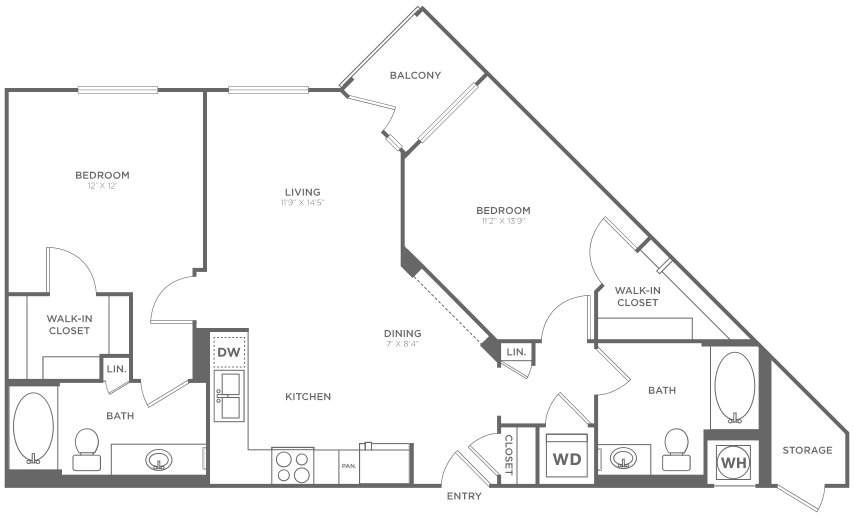 BALCONY
BEDROOM
12' X 12'
LIVING
11'9" X 14'5"
BEDROOM
11'2" X 13'9"
WALK-IN
CLOSET
WALK-IN
CLOSET
DINING
7' X 8'4"
DW
LIN.
LIN.
KITCHEN
BATH
BATH
PAN.
CLOSET
WD
WH
STORAGE
ENTRY